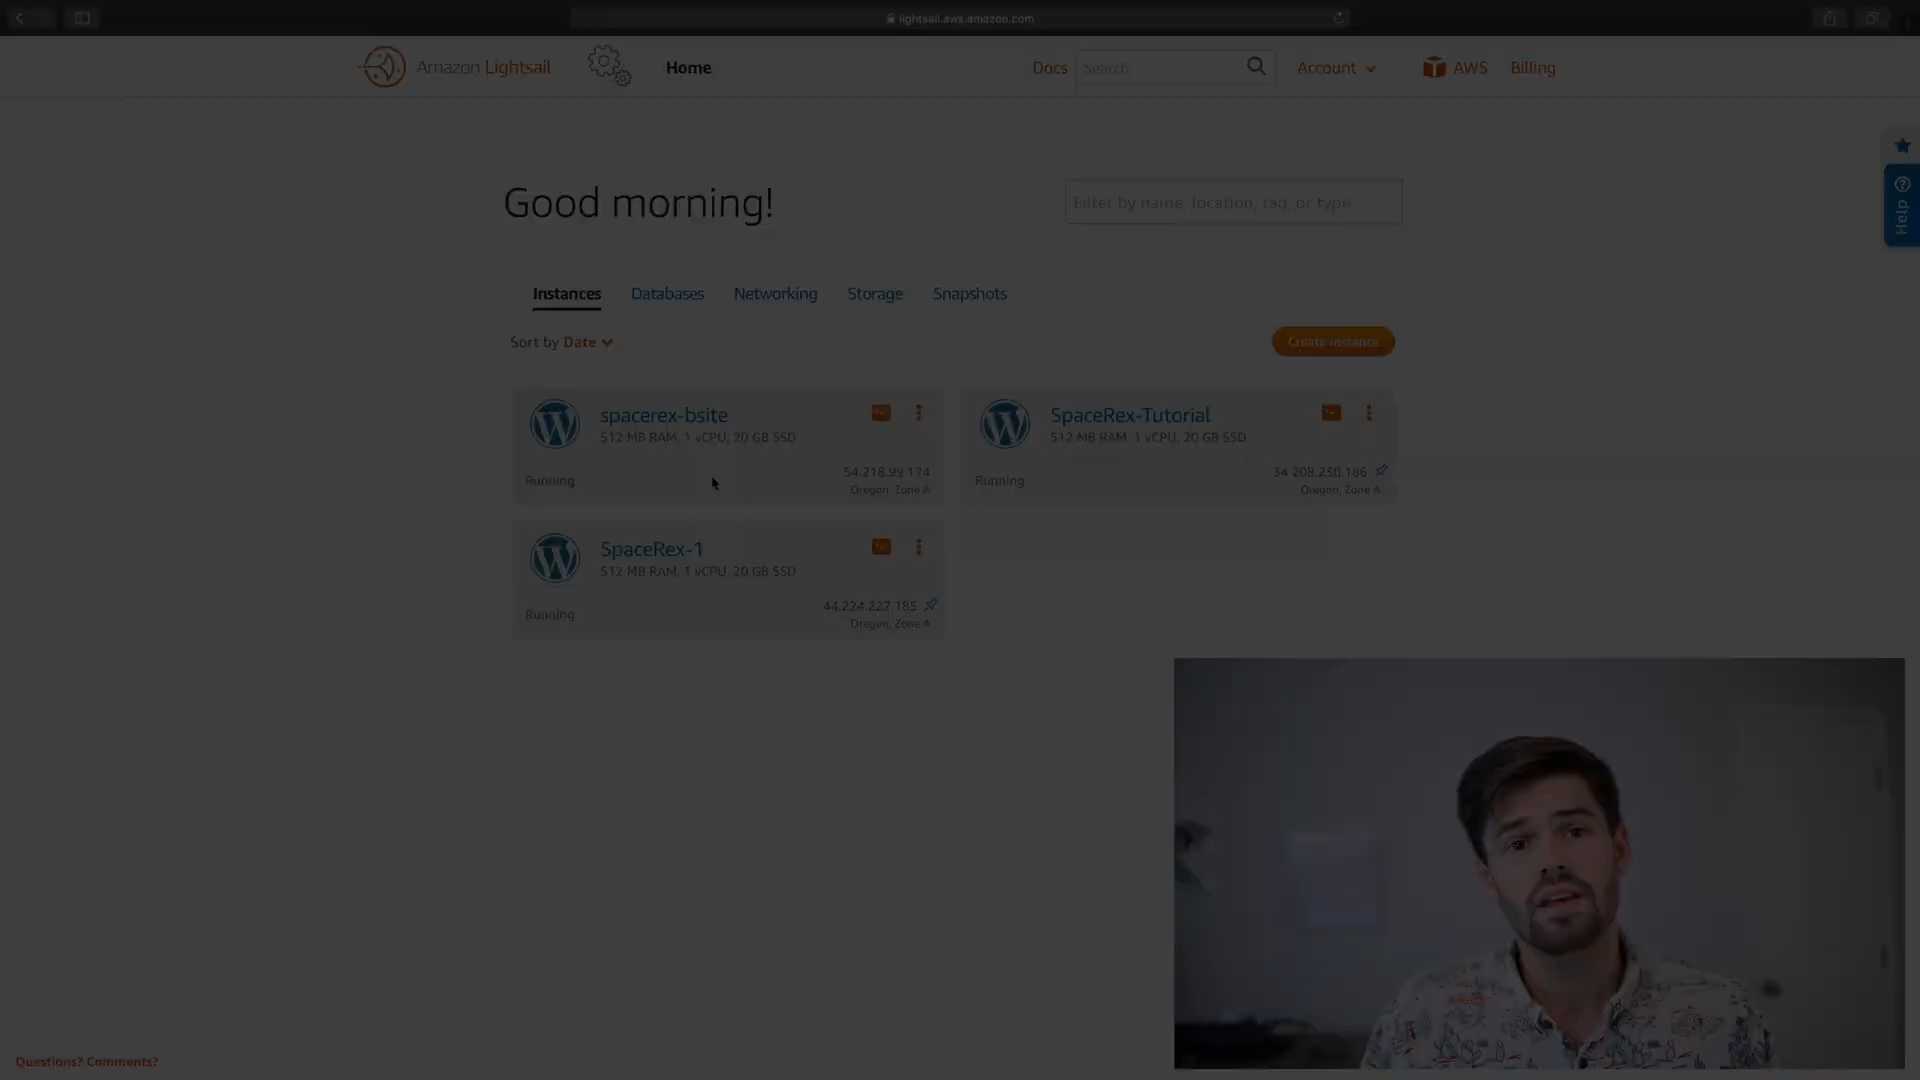 lightsail.aws.amazon.com
Amazon Lightsail
Home
Docs
Search
Account
AWS
Billing
Help
Good morning!
Filter by name, location, tag, or type
Instances
Databases
Networking
Storage
Snapshots
Sort by Date
Create instance
spacerex-bsite
512 MB RAM, 1 vCPU, 20 GB SSD
Running
54.218.99.174
Oregon, Zone A
SpaceRex-Tutorial
512 MB RAM, 1 vCPU, 20 GB SSD
Running
34.208.230.186
Oregon, Zone A
SpaceRex-1
512 MB RAM, 1 vCPU, 20 GB SSD
Running
44.224.227.185
Oregon, Zone A
Questions? Comments?